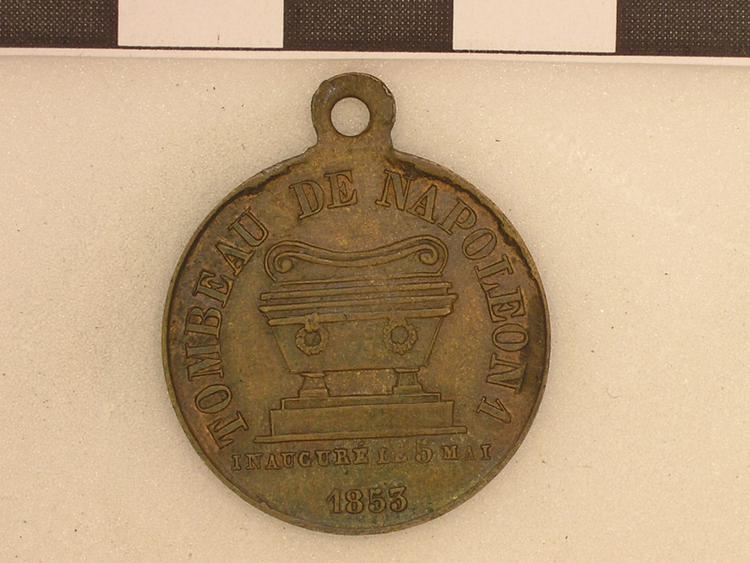 TOMBEAU DE NAPOLEON 1
INAUGURÉ LE 5 MAI
1853